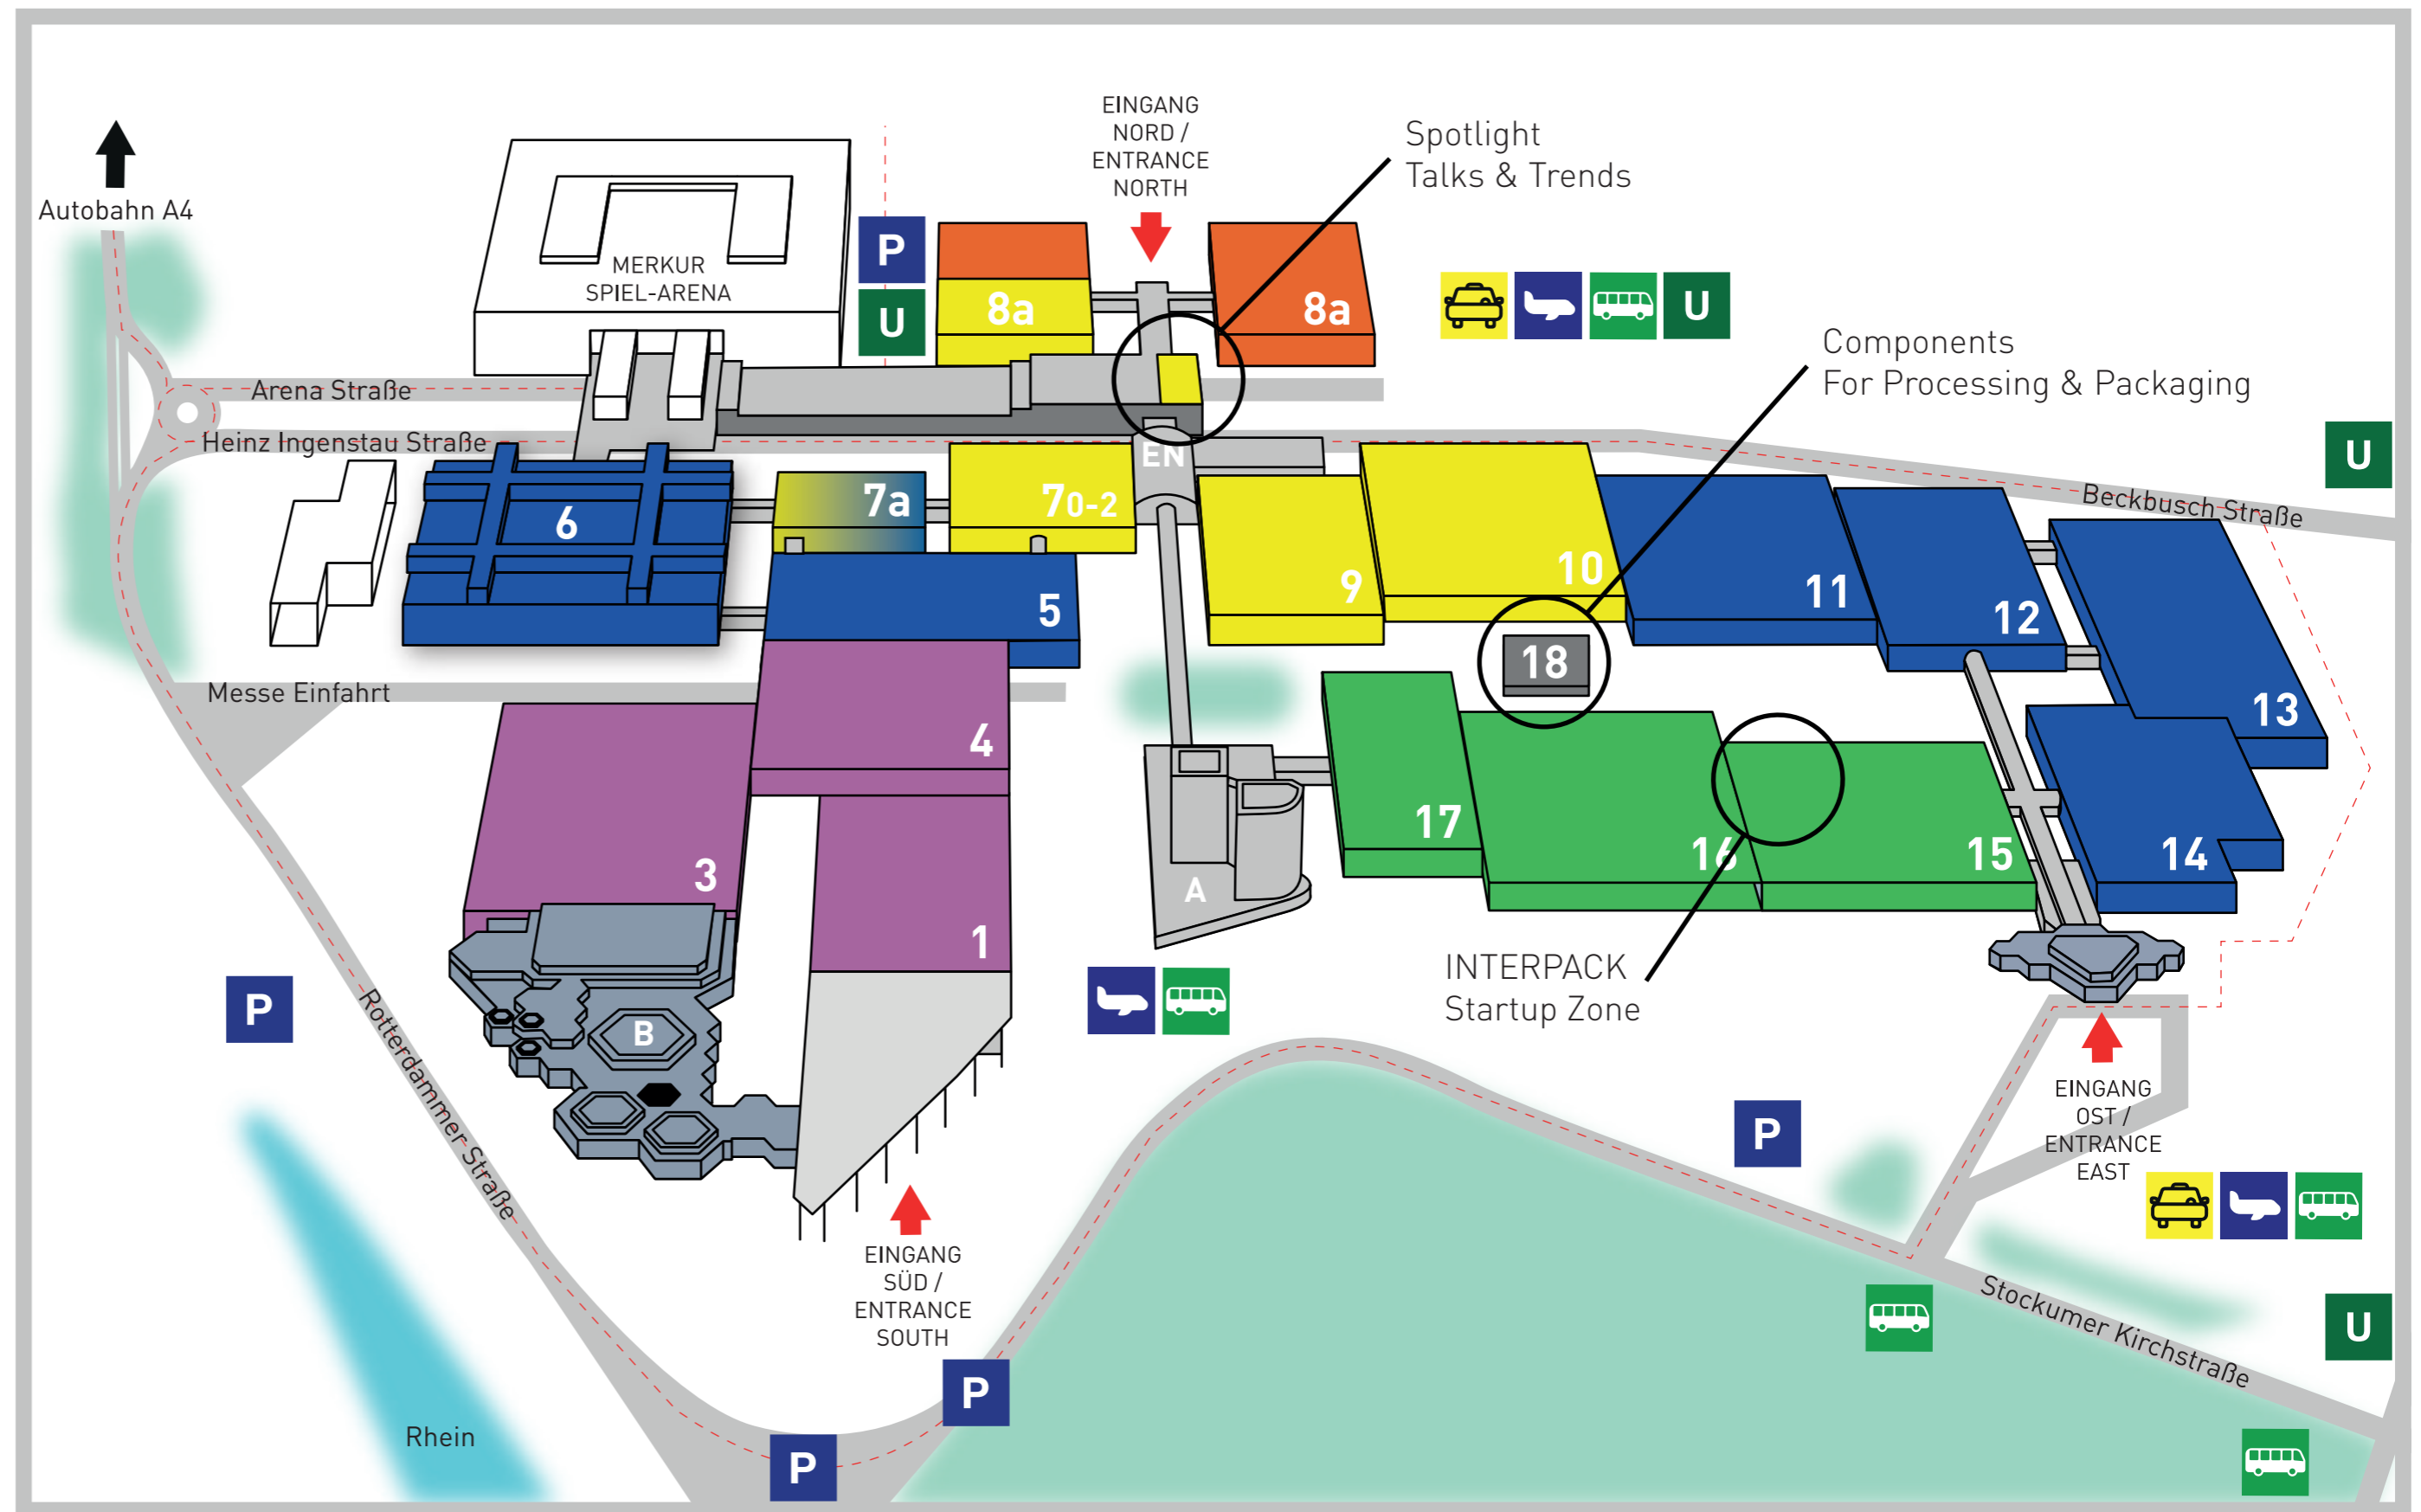 EINGANG
NORD /
ENTRANCE
NORTH
Spotlight
Talks & Trends
Autobahn A4
MERKUR
SPIEL-ARENA
P
U
8a
8a
U
Components
For Processing & Packaging
Arena Straße
Heinz Ingenstau Straße
EN
U
Beckbusch Straße
6
7a
70-2
9
10
11
12
13
5
18
Messe Einfahrt
4
3
1
17
16
15
14
A
B
INTERPACK
Startup Zone
P
Rotterdammer Straße
EINGANG
OST /
ENTRANCE
EAST
P
EINGANG
SÜD /
ENTRANCE
SOUTH
Stockumer Kirchstraße
U
P
P
Rhein